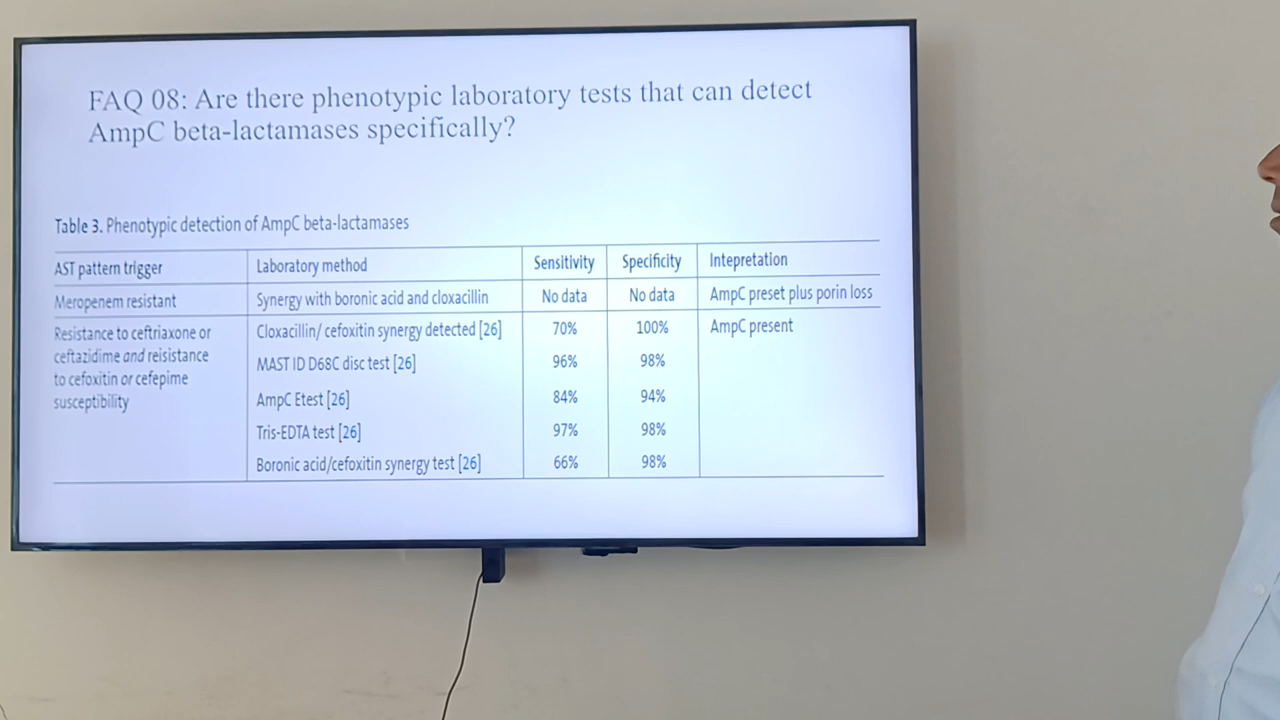 FAQ 08: Are there phenotypic laboratory tests that can detect
AmpC beta-lactamases specifically?
Table 3. Phenotypic detection of AmpC beta-lactamases
AST pattern trigger Laboratory method Sensitivity Specificity Intepretation
Meropenem resistant Synergy with boronic acid and cloxacillin No data No data AmpC preset plus porin loss
Resistance to ceftriaxone or Cloxacillin/ cefoxitin synergy detected [26] 70% 100% AmpC present
ceftazidime and reisistance MAST ID D68C disc test [26] 96% 98%
to cefoxitin or cefepime
susceptibility AmpC Etest [26] 84% 94%
Tris-EDTA test [26] 97% 98%
Boronic acid/cefoxitin synergy test [26] 66% 98%